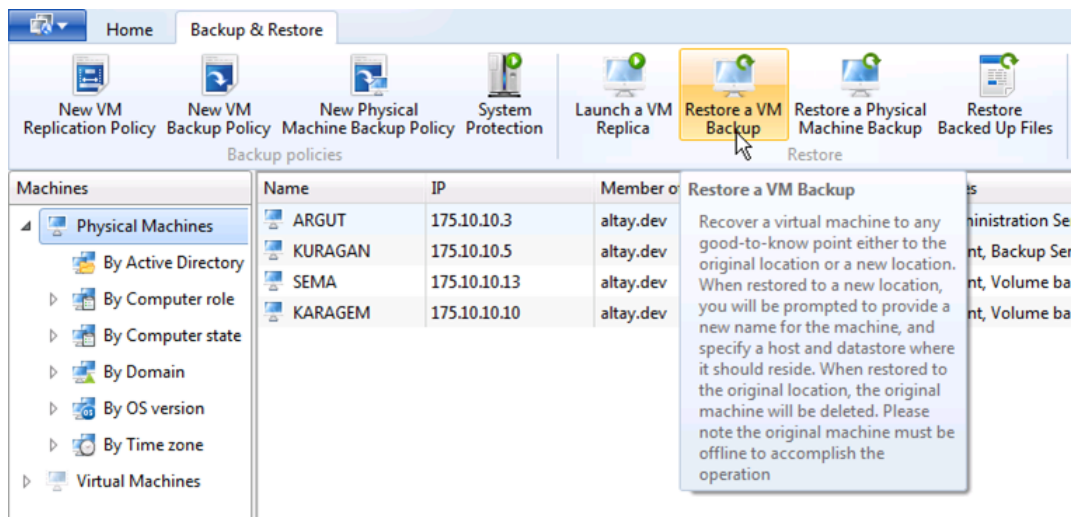 Home Backup & Restore
New VM Replication Policy
New VM Backup Policy
New Physical Machine Backup Policy
System Protection
Launch a VM Replica
Restore a VM Backup
Restore a Physical Machine Backup
Restore Backed Up Files
Backup policies Restore
Machines Name IP Member
Physical Machines
By Active Directory
By Computer role
By Computer state
By Domain
By OS version
By Time zone
Virtual Machines
ARGUT 175.10.10.3 altay.dev
KURAGAN 175.10.10.5 altay.dev
SEMA 175.10.10.13 altay.dev
KARAGEM 175.10.10.10 altay.dev
nt, Backup
nt, Volume
nt, Volume
Restore a VM Backup
Recover a virtual machine to any
good-to-know point either to the
original location or a new location.
When restored to a new location,
you will be prompted to provide a
new name for the machine, and
specify a host and datastore where
it should reside. When restored to
the original location, the original
machine will be deleted. Please
note the original machine must be
offline to accomplish the
operation